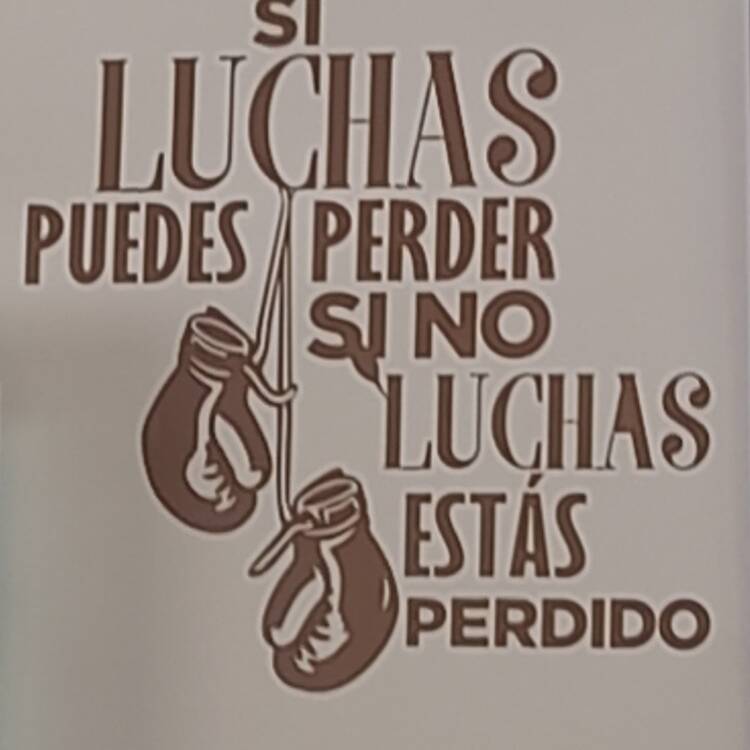 SI
LUCHAS
PUEDES PERDER
SI NO
LUCHAS
ESTÁS
PERDIDO